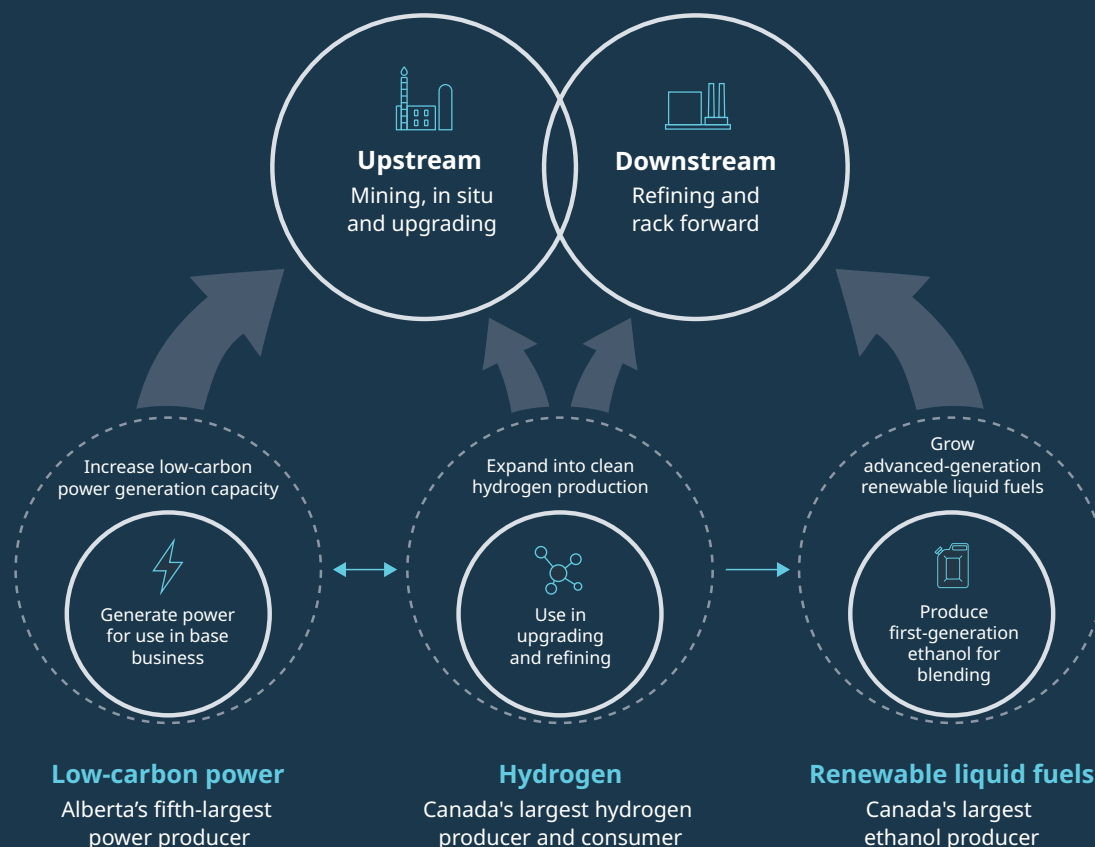 Upstream
Mining, in situ
and upgrading
Downstream
Refining and
rack forward
Increase low-carbon
power generation capacity
Generate power
for use in base
business
Expand into clean
hydrogen production
Use in
upgrading
and refining
Grow
advanced-generation
renewable liquid fuels
Produce
first-generation
ethanol for
blending
Low-carbon power
Alberta’s fifth-largest
power producer
Hydrogen
Canada's largest hydrogen
producer and consumer
Renewable liquid fuels
Canada's largest
ethanol producer